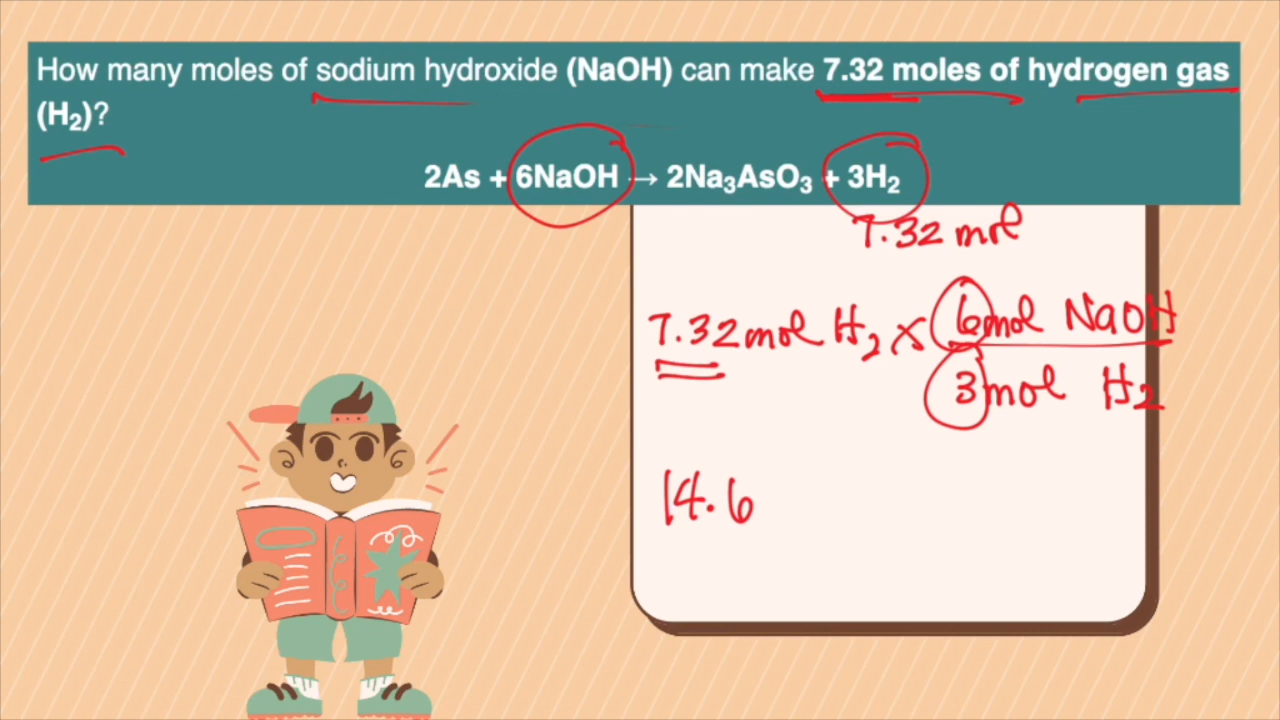 How many moles of sodium hydroxide (NaOH) can make 7.32 moles of hydrogen gas
(H₂)?
2As + 6NaOH → 2Na₃AsO₃ + 3H₂
7.32 mol
7.32 mol H₂ x 6 mol NaOH
3 mol H₂
14.6